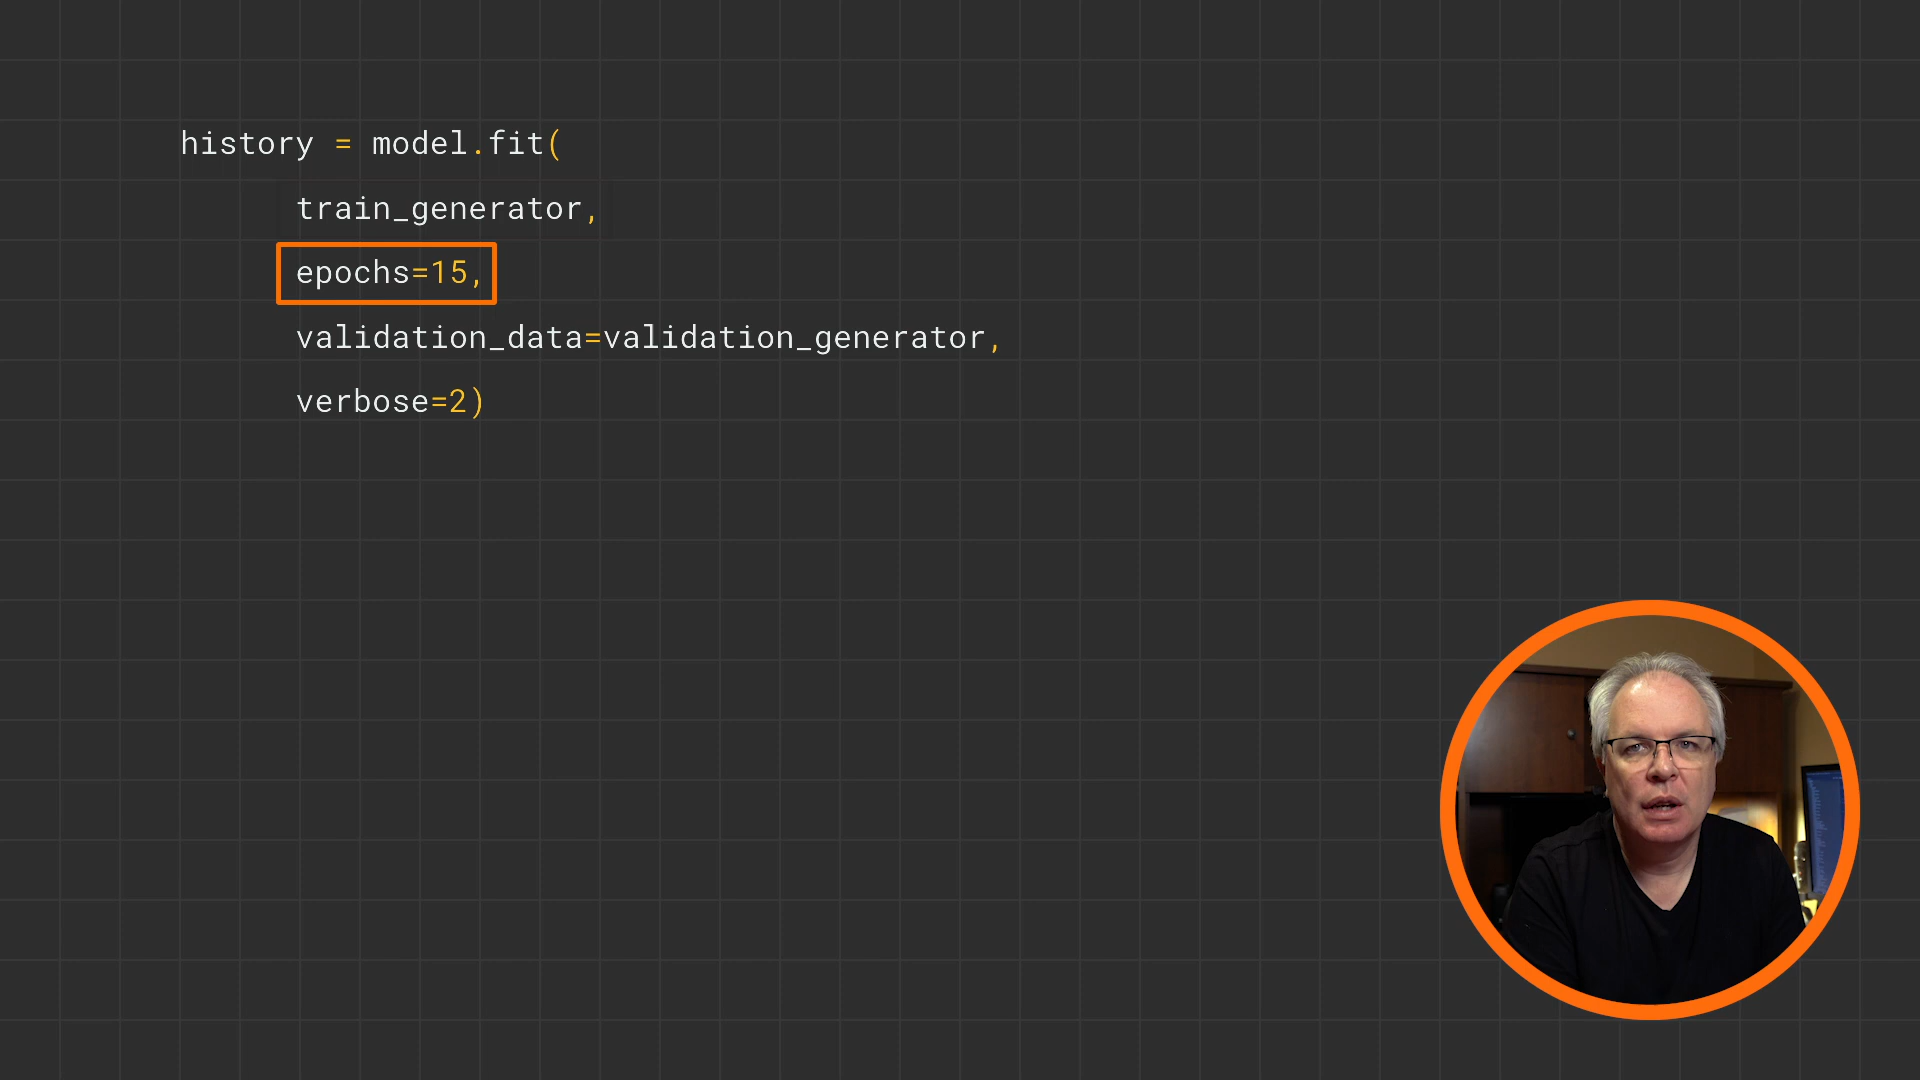 history = model.fit(
train_generator,
epochs=15,
validation_data=validation_generator,
verbose=2)